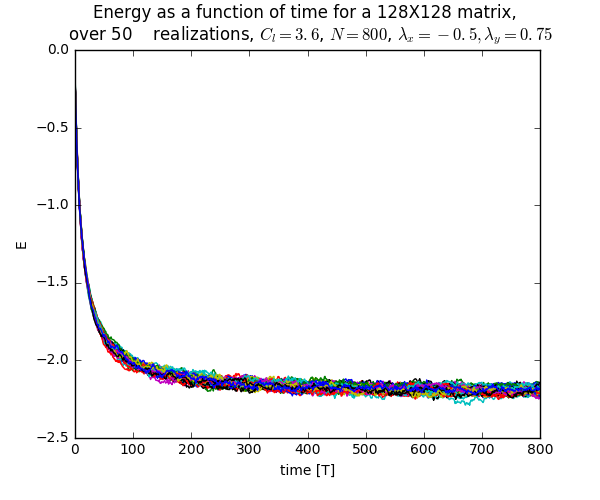 Energy as a function of time for a 128X128 matrix,
over 50 realizations, $C_l = 3.6$, $N = 800$, $\lambda_x = -0.5, \lambda_y = 0.75$
0.0
−0.5
−1.0
−1.5
−2.0
−2.5
E
0 100 200 300 400 500 600 700 800
time [T]